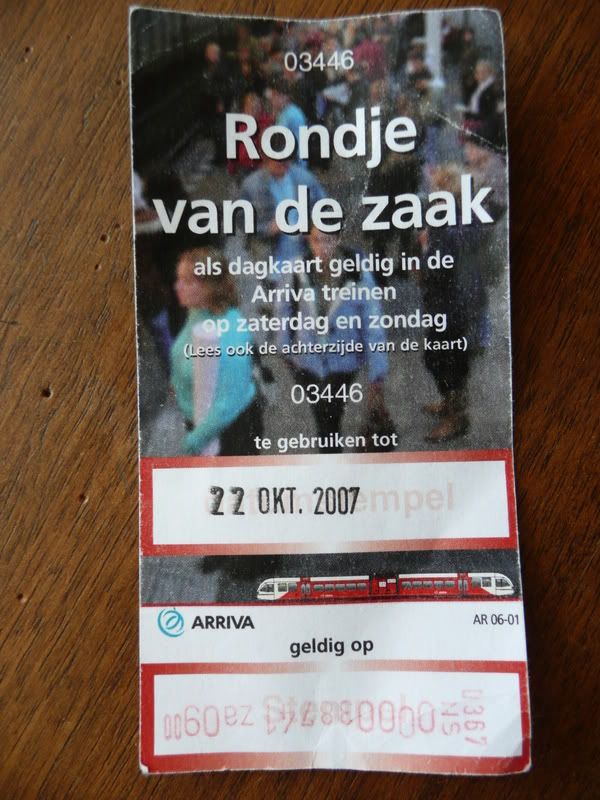 03446
Rondje
van de zaak
als dagkaart geldig in de
Arriva treinen
op zaterdag en zondag
(Lees ook de achterzijde van de kaart)
03446
te gebruiken tot
22 OKT. 2007
ARRIVA
AR 06-01
geldig op